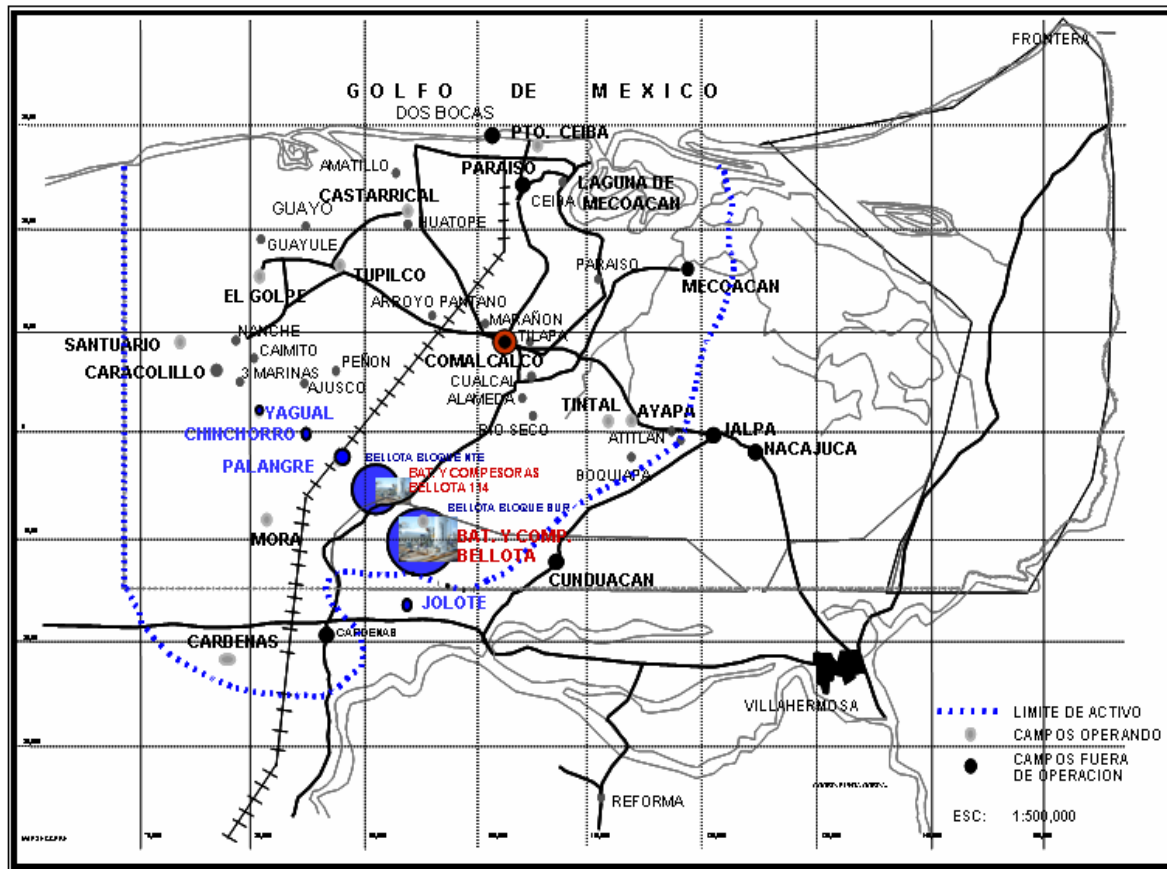 FRONTERA
GOLFO DE MEXICO
DOS BOCAS
PTO. CEIBA
AMATILLO
PARAISO
CASTARRICAL
CEIBA
LAGUNA DE
MECOACAN
GUAYO
HUATOPE
GUAYULE
TUPILCO
PARAISO
MECOACAN
EL GOLPE
ARROYO PANTANO
MARAÑON
NANCHE
TILAPA
SANTUARIO
CAIMITO
COMALCALCO
CARACOLILLO
3 MARINAS
PEÑON
CUALCAL
AJUSCO
ALAMEDA
TINTAL
AYAPA
YAGUAL
RIO SECO
CHINCHORRO
ATITLAN
JALPA
NACAJUCA
PALANGRE
BELLOTA BLOQUE NTE
BAT. Y COMPESORAS
BELLOTA 114
BOQUIAPA
BELLOTA BLOQUE SUR
MORA
BAT. Y COMP.
BELLOTA
CUNDUACAN
JOLOTE
CARDENAS
CARDENAS
VILLAHERMOSA
LIMITE DE ACTIVO
CAMPOS OPERANDO
CAMPOS FUERA
DE OPERACION
REFORMA
ESC: 1:500,000